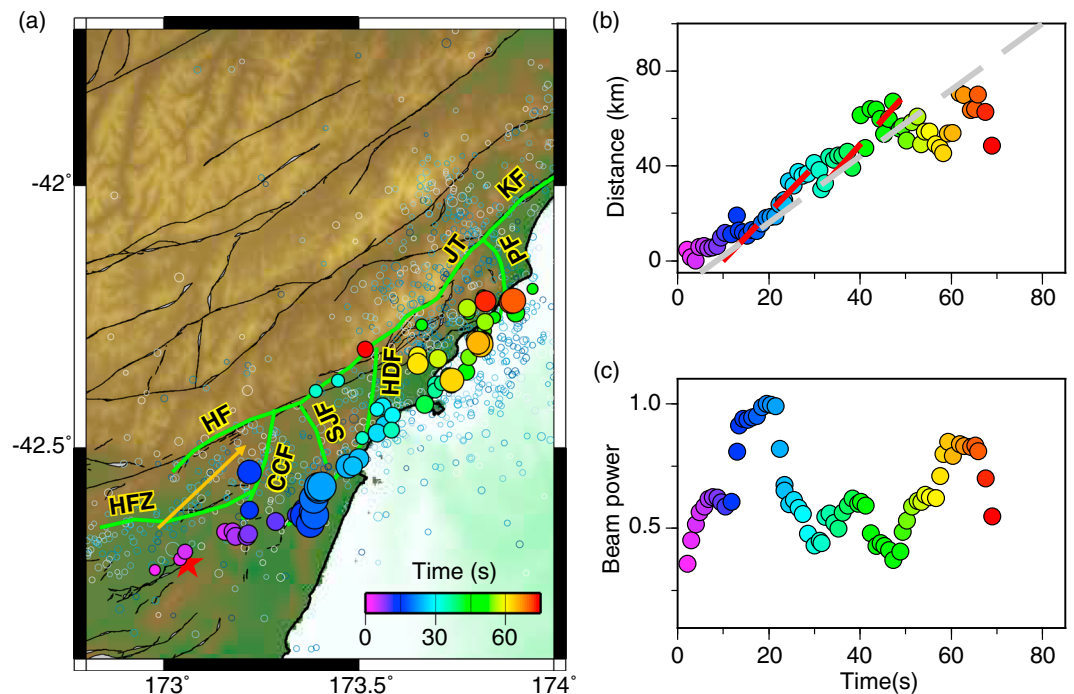 (a)
-42°
-42.5°
173°
173.5°
174°
KF
JT
PF
HDF
HF
SJF
CCF
HFZ
Time (s)
0
30
60
(b)
Distance (km)
80
40
0
0
20
40
60
80
(c)
Beam power
1.0
0.5
0
20
40
60
80
Time(s)